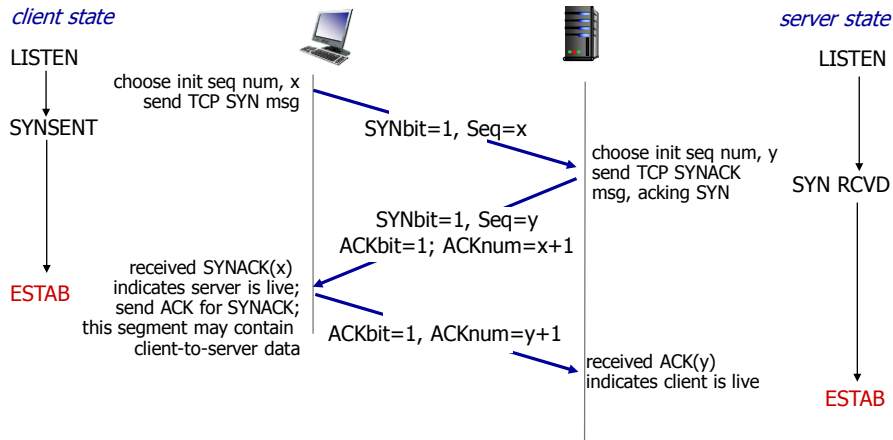 client state
server state
LISTEN
LISTEN
choose init seq num, x
send TCP SYN msg
SYNSENT
SYNbit=1, Seq=x
choose init seq num, y
send TCP SYNACK
msg, acking SYN
SYN RCVD
SYNbit=1, Seq=y
ACKbit=1; ACKnum=x+1
received SYNACK(x)
indicates server is live;
send ACK for SYNACK;
this segment may contain
client-to-server data
ESTAB
ACKbit=1, ACKnum=y+1
received ACK(y)
indicates client is live
ESTAB